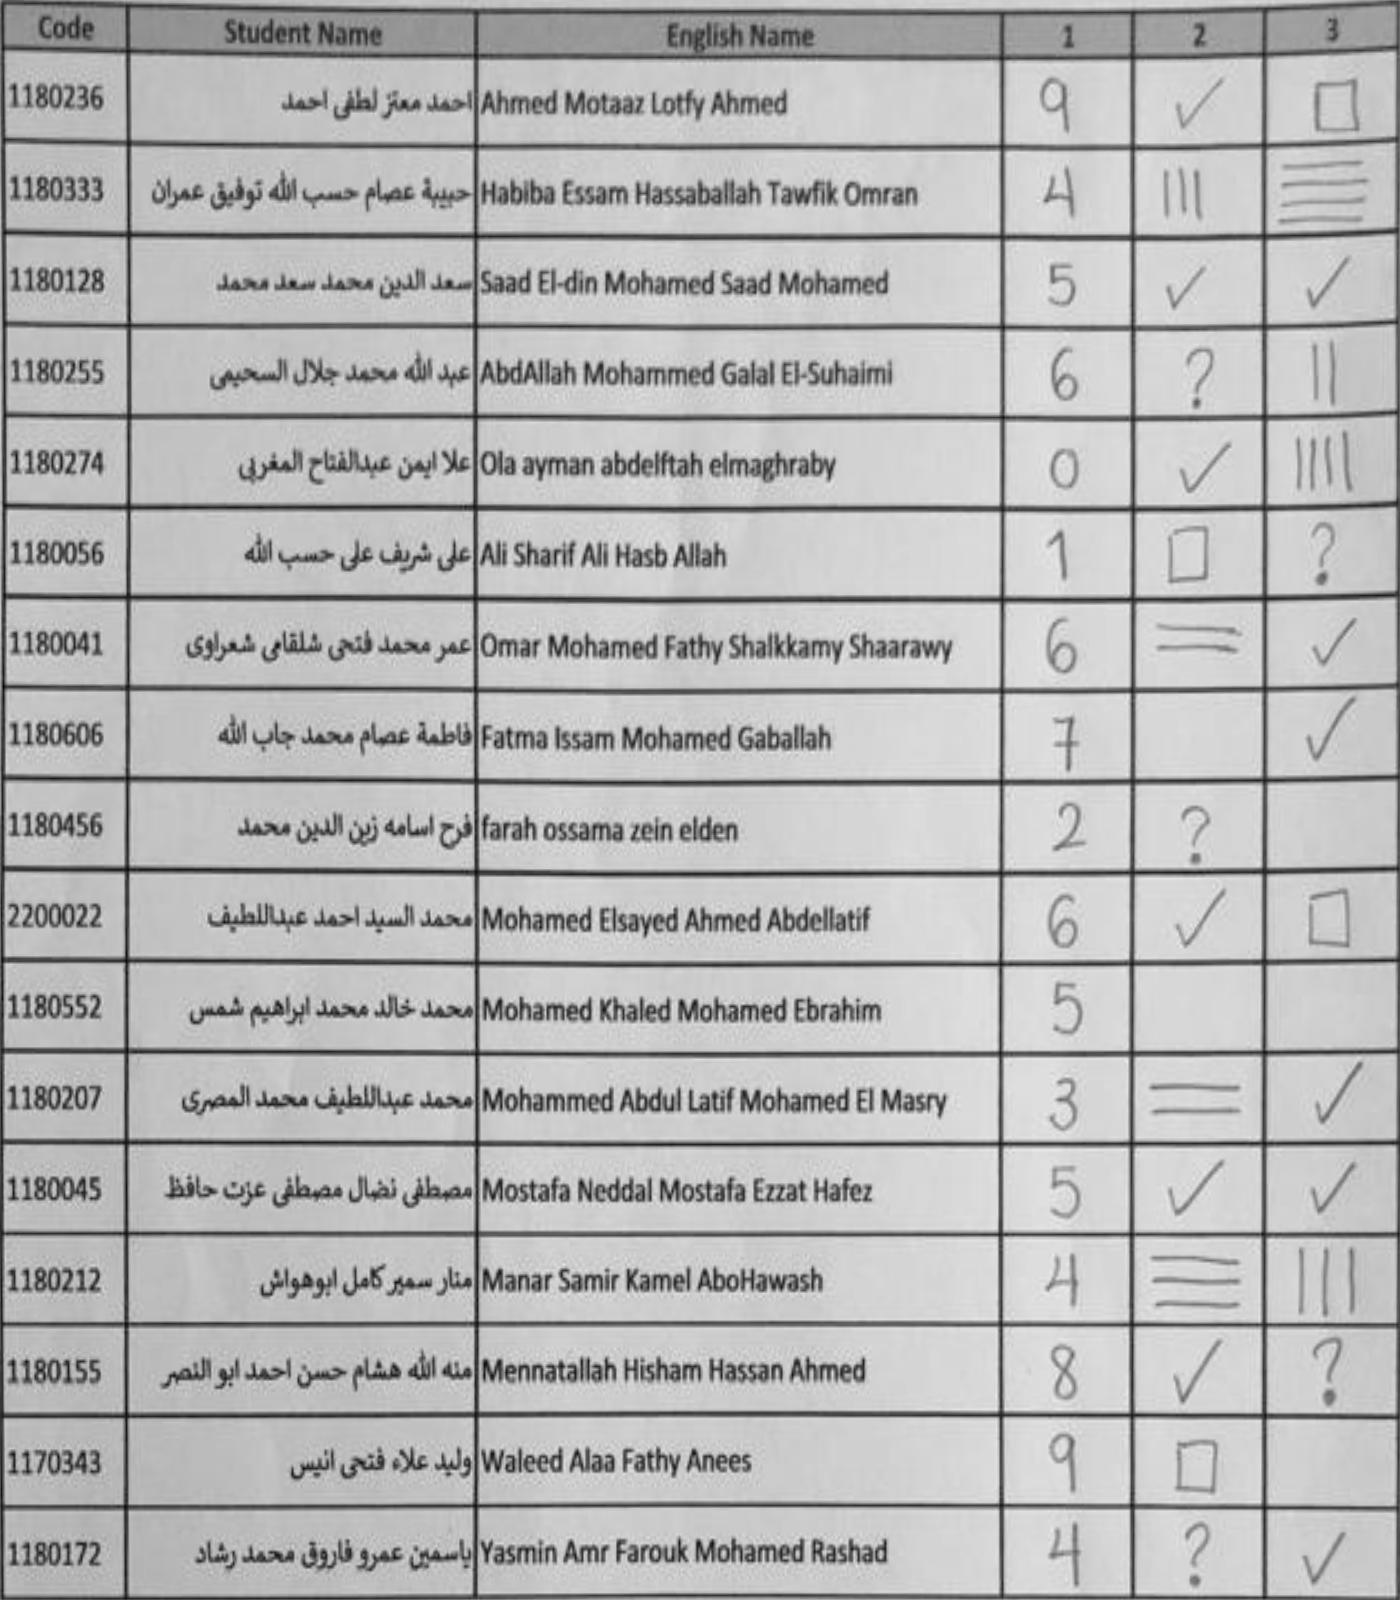 Code Student Name English Name 1 2 3
1180236 احمد معتز لطفى احمد Ahmed Motaaz Lotfy Ahmed 9 ✓ □
1180333 حبيبة عصام حسب الله توفيق عمران Habiba Essam Hassaballah Tawfik Omran 4 ||| ☰
1180128 سعد الدين محمد سعد محمد Saad El-din Mohamed Saad Mohamed 5 ✓ ✓
1180255 عبد الله محمد جلال السحيمى AbdAllah Mohammed Galal El-Suhaimi 6 ? ||
1180274 علا ايمن عبدالفتاح المغربي Ola ayman abdelftah elmaghraby 0 ✓ ||||
1180056 على شريف على حسب الله Ali Sharif Ali Hasb Allah 1 □ ?
1180041 عمر محمد فتحى شلقامى شعراوى Omar Mohamed Fathy Shalkkamy Shaarawy 6 = ✓
1180606 فاطمة عصام محمد جاب الله Fatma Issam Mohamed Gaballah 7 ✓
1180456 فرح اسامه زين الدين محمد farah ossama zein elden 2 ?
2200022 محمد السيد احمد عبداللطيف Mohamed Elsayed Ahmed Abdellatif 6 ✓ □
1180552 محمد خالد محمد ابراهيم شمس Mohamed Khaled Mohamed Ebrahim 5
1180207 محمد عبداللطيف محمد المصرى Mohammed Abdul Latif Mohamed El Masry 3 = ✓
1180045 مصطفى نضال مصطفى عزت حافظ Mostafa Neddal Mostafa Ezzat Hafez 5 ✓ ✓
1180212 منار سمير كامل ابوهواش Manar Samir Kamel AboHawash 4 ≡ |||
1180155 منه الله هشام حسن احمد ابو النصر Mennatallah Hisham Hassan Ahmed 8 ✓ ?
1170343 وليد علاء فتحى انيس Waleed Alaa Fathy Anees 9 □
1180172 ياسمين عمرو فاروق محمد رشاد Yasmin Amr Farouk Mohamed Rashad 4 ? ✓